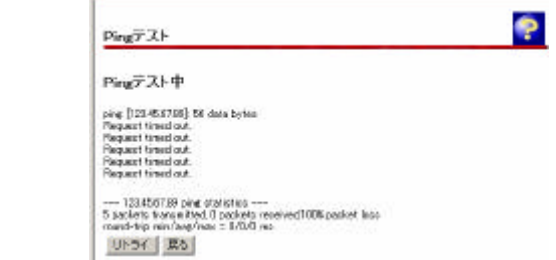 Pingテスト
Pingテスト中
ping [123.45.67.89]: 56 data bytes
Request timed out.
Request timed out.
Request timed out.
Request timed out.
Request timed out.
---- 123.45.67.89 ping statistics ----
5 packets transmitted, 0 packets received100% packet loss
round-trip min/avg/max = 0/0/0 ms
リトライ 戻る